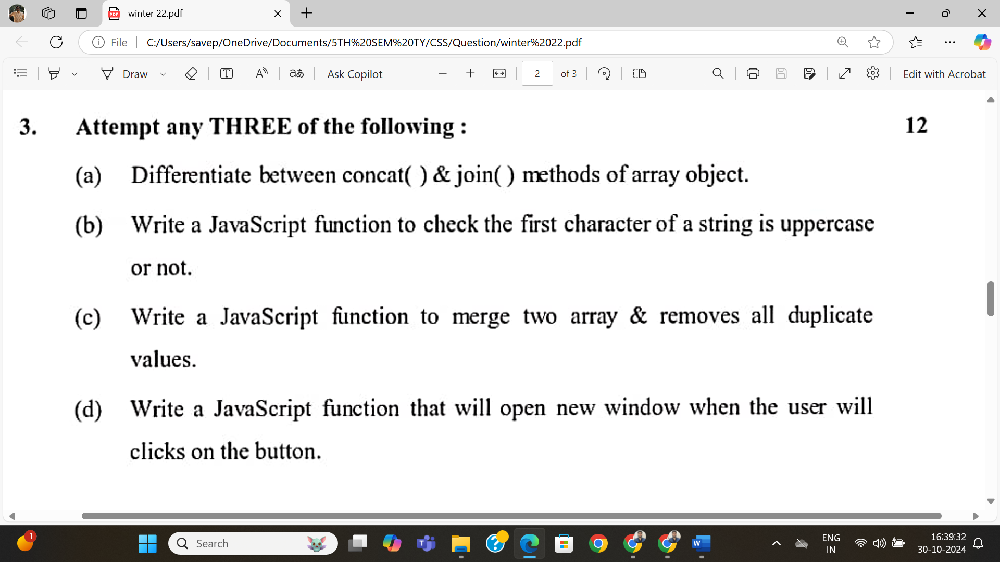 winter 22.pdf
File C:/Users/savep/OneDrive/Documents/5TH%20SEM%20TY/CSS/Question/winter%2022.pdf
Draw Ask Copilot 2 of 3 Edit with Acrobat
3. Attempt any THREE of the following : 12
(a) Differentiate between concat( ) & join( ) methods of array object.
(b) Write a JavaScript function to check the first character of a string is uppercase
or not.
(c) Write a JavaScript function to merge two array & removes all duplicate
values.
(d) Write a JavaScript function that will open new window when the user will
clicks on the button.
1
Search
ENG
IN
16:39:32
30-10-2024